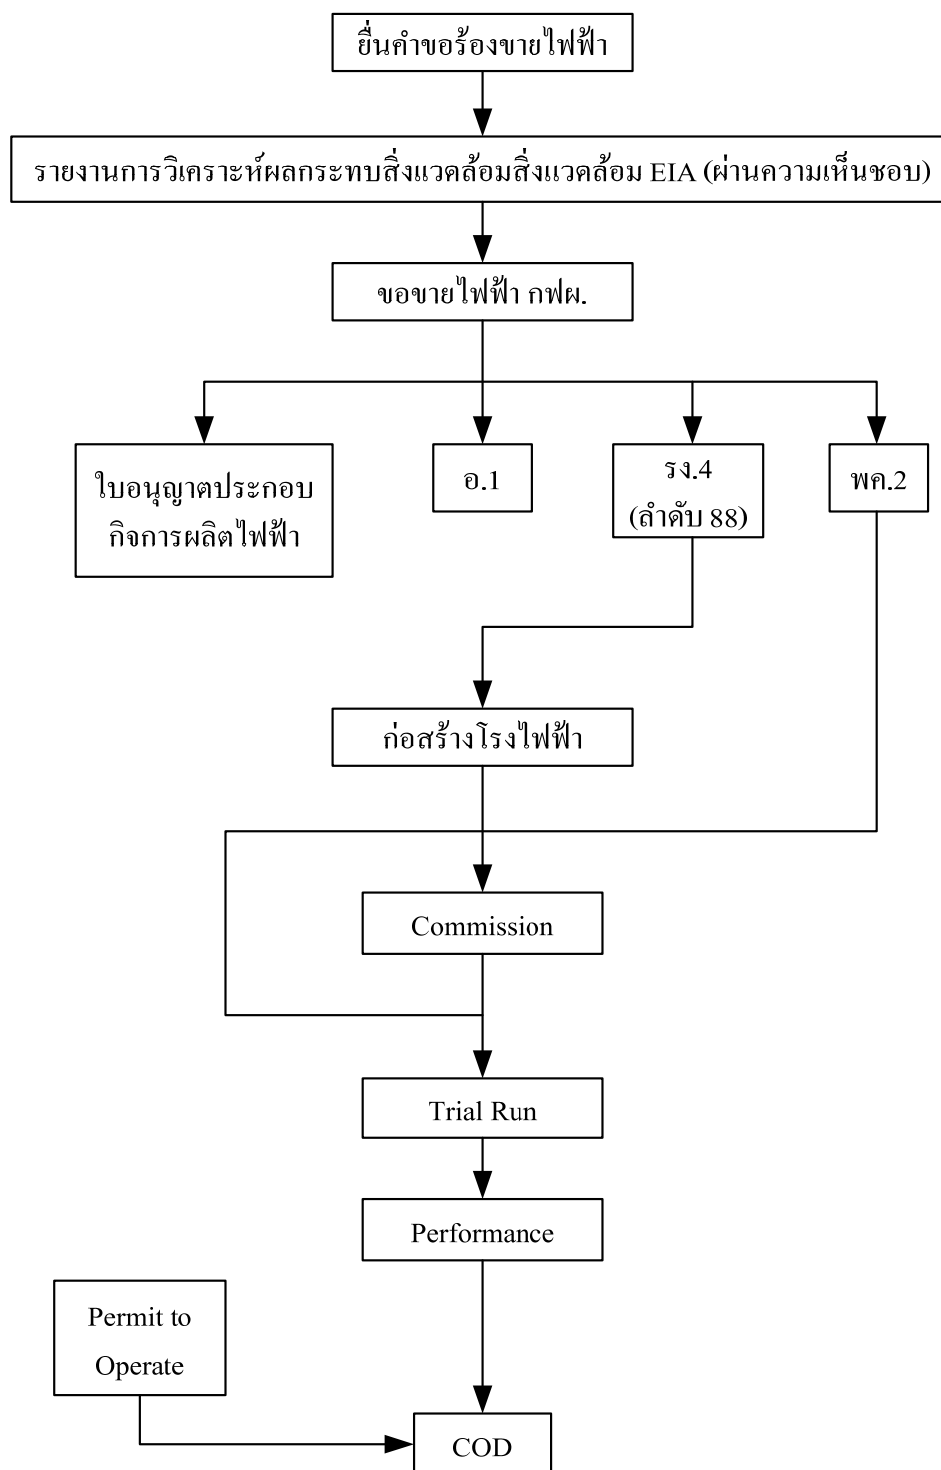 ยื่นคำขอร้องขายไฟฟ้า
รายงานการวิเคราะห์ผลกระทบสิ่งแวดล้อมสิ่งแวดล้อม EIA (ผ่านความเห็นชอบ)
ขอขายไฟฟ้า กฟผ.
ใบอนุญาตประกอบ
กิจการผลิตไฟฟ้า
อ.1
รง.4
(ลำดับ 88)
พค.2
ก่อสร้างโรงไฟฟ้า
Commission
Trial Run
Performance
Permit to
Operate
COD